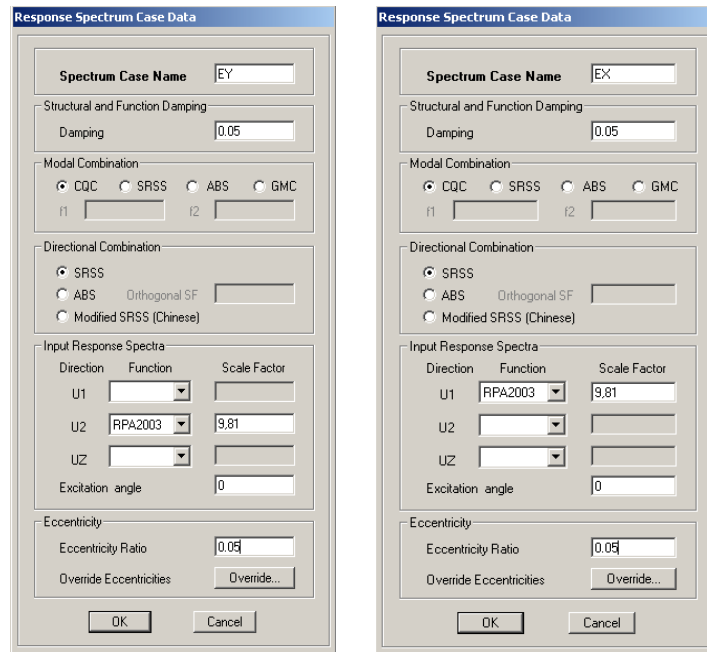 Response Spectrum Case Data
Spectrum Case Name EY
Structural and Function Damping
Damping 0.05
Modal Combination
CQC SRSS ABS GMC
f1 f2
Directional Combination
SRSS
ABS Orthogonal SF
Modified SRSS (Chinese)
Input Response Spectra
Direction Function Scale Factor
U1
U2 RPA2003 9,81
UZ
Excitation angle 0
Eccentricity
Eccentricity Ratio 0.05
Override Eccentricities Override...
OK Cancel
Response Spectrum Case Data
Spectrum Case Name EX
Structural and Function Damping
Damping 0.05
Modal Combination
CQC SRSS ABS GMC
f1 f2
Directional Combination
SRSS
ABS Orthogonal SF
Modified SRSS (Chinese)
Input Response Spectra
Direction Function Scale Factor
U1 RPA2003 9,81
U2
UZ
Excitation angle 0
Eccentricity
Eccentricity Ratio 0.05
Override Eccentricities Override...
OK Cancel